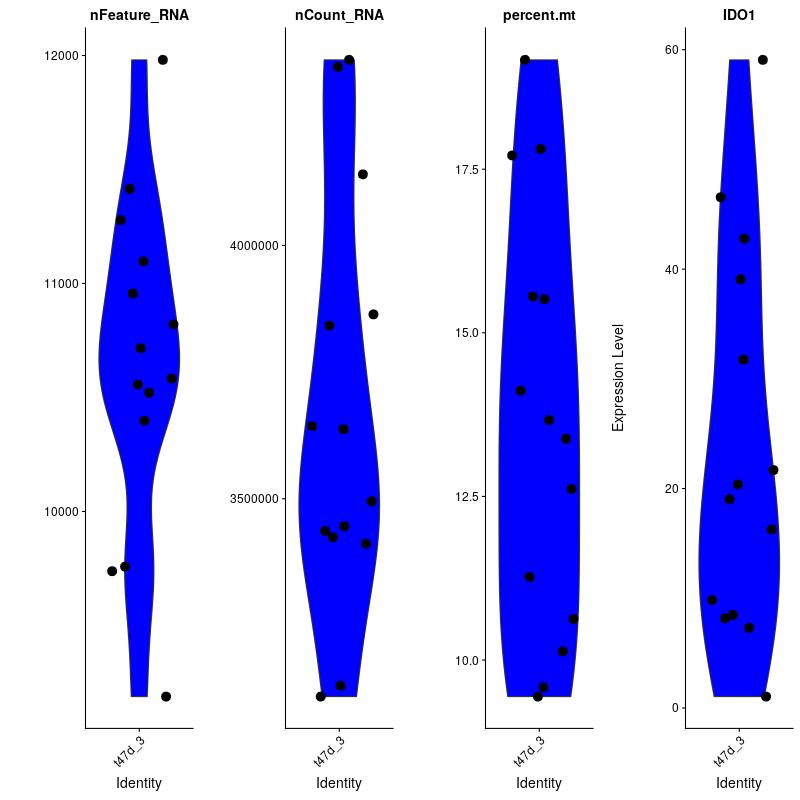 nFeature_RNA
12000
11000
10000
t47d_3
Identity
nCount_RNA
4000000
3500000
t47d_3
Identity
percent.mt
17.5
15.0
12.5
10.0
t47d_3
Identity
IDO1
Expression Level
60
40
20
0
t47d_3
Identity